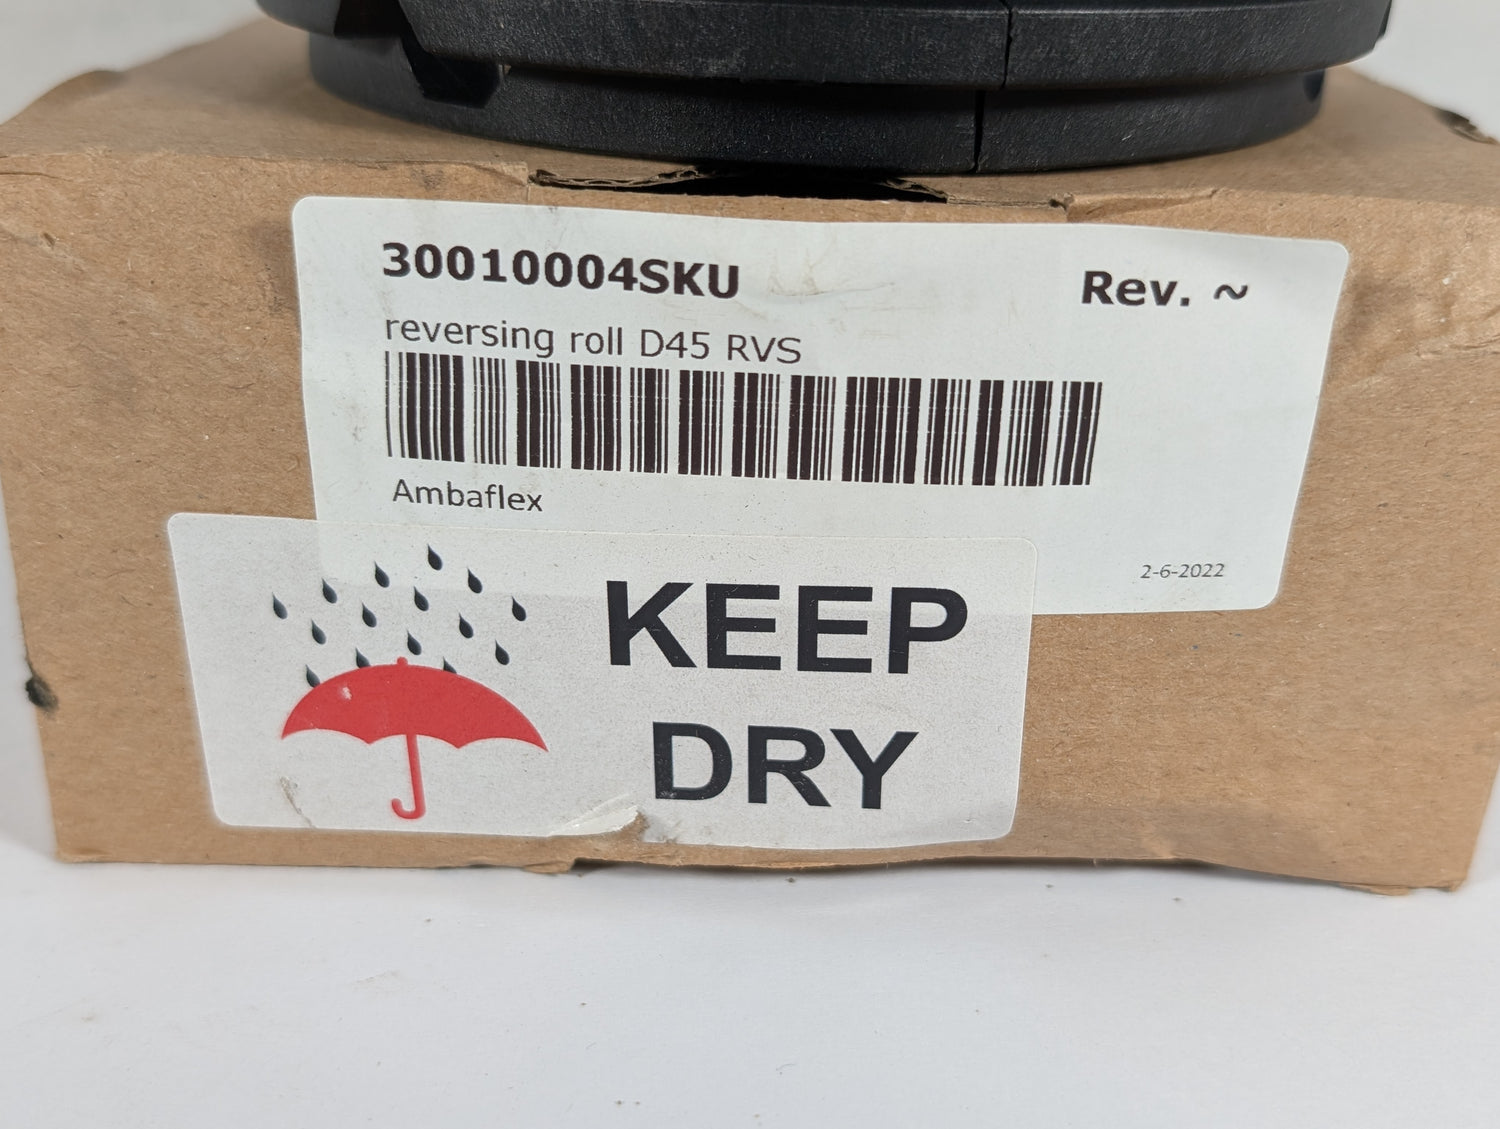 30010004SKU
Rev. ~
reversing roll D45 RVS
Ambaflex
2-6-2022
KEEP
DRY